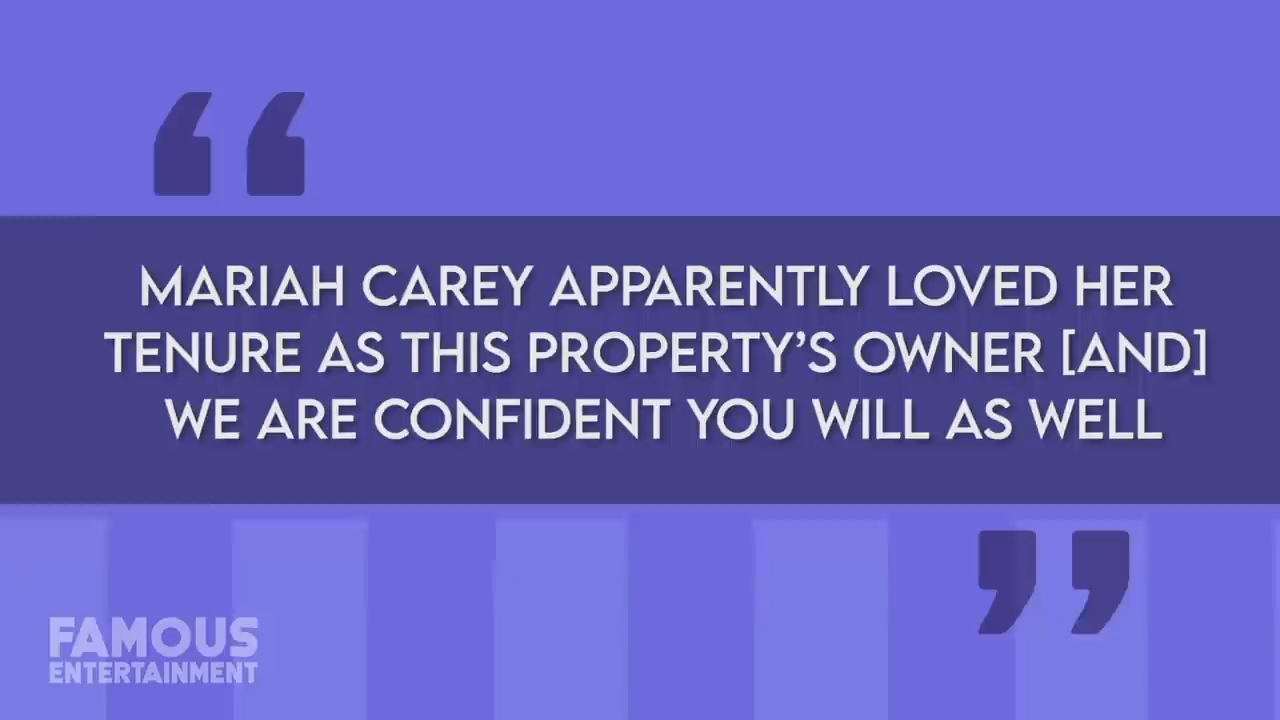 “
MARIAH CAREY APPARENTLY LOVED HER
TENURE AS THIS PROPERTY’S OWNER [AND]
WE ARE CONFIDENT YOU WILL AS WELL
”
FAMOUS
ENTERTAINMENT